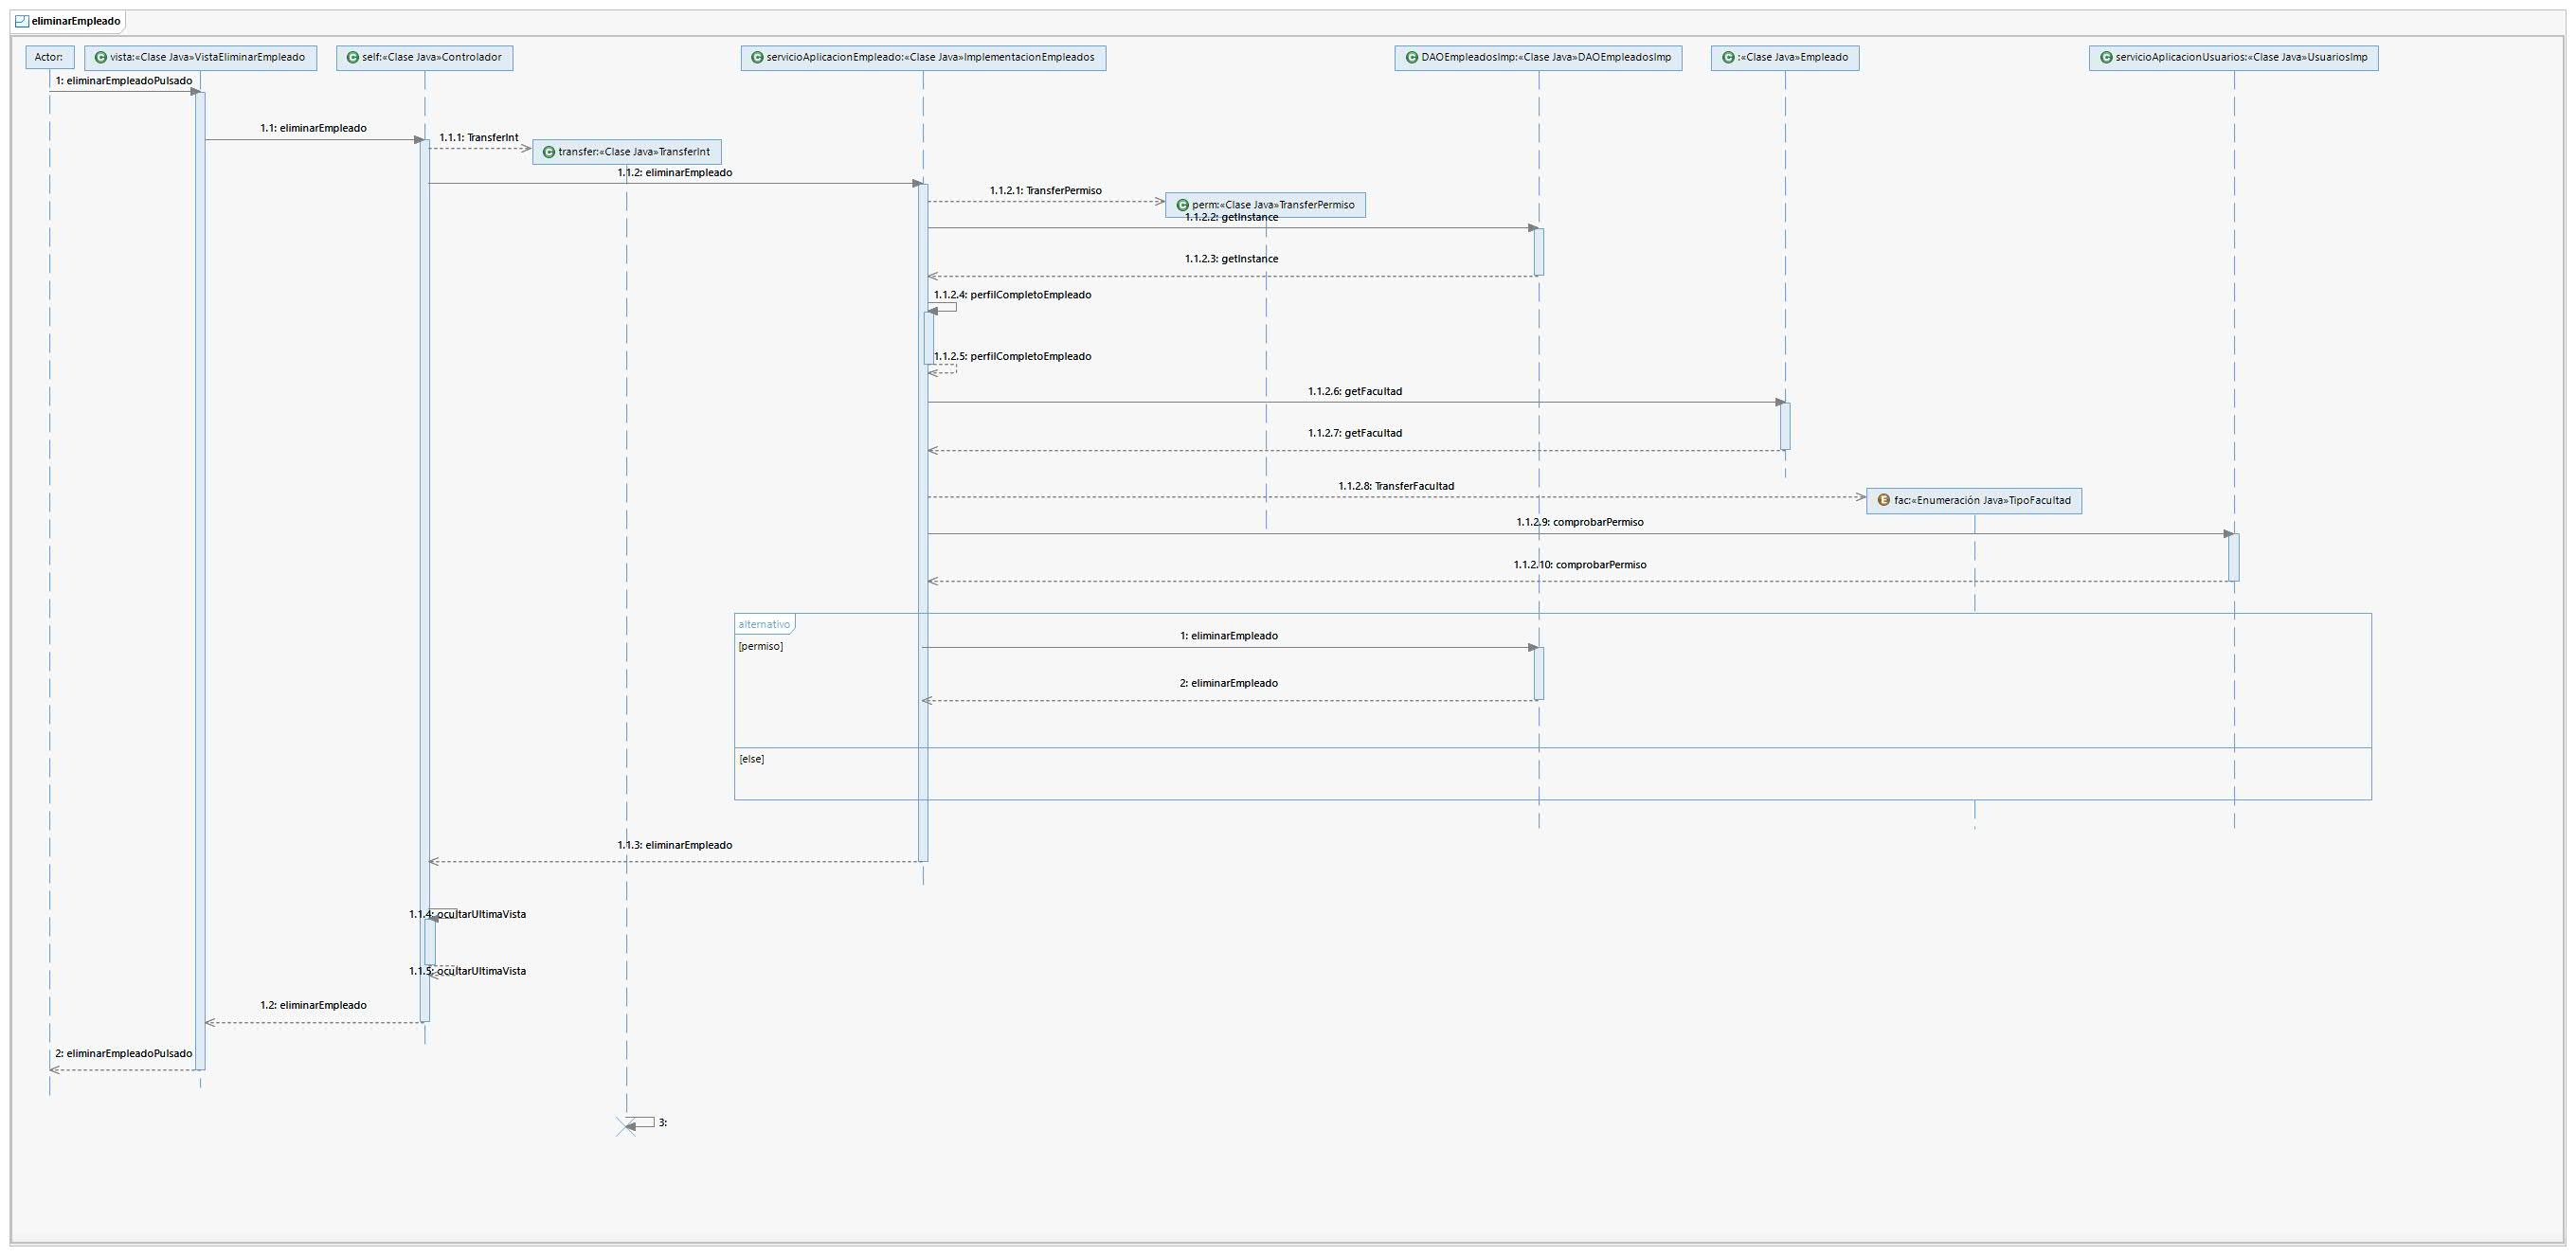 eliminarEmpleado
Actor:
vista:«Clase Java»VistaEliminarEmpleado
self:«Clase Java»Controlador
servicioAplicacionEmpleado:«Clase Java»ImplementacionEmpleados
DAOEmpleadosImp:«Clase Java»DAOEmpleadosImp
:«Clase Java»Empleado
servicioAplicacionUsuarios:«Clase Java»UsuariosImp
1: eliminarEmpleadoPulsado
1.1: eliminarEmpleado
1.1.1: TransferInt
transfer:«Clase Java»TransferInt
1.1.2: eliminarEmpleado
1.1.2.1: TransferPermiso
perm:«Clase Java»TransferPermiso
1.1.2.2: getInstance
1.1.2.3: getInstance
1.1.2.4: perfilCompletoEmpleado
1.1.2.5: perfilCompletoEmpleado
1.1.2.6: getFacultad
1.1.2.7: getFacultad
1.1.2.8: TransferFacultad
fac:«Enumeración Java»TipoFacultad
1.1.2.9: comprobarPermiso
1.1.2.10: comprobarPermiso
alternativo
1: eliminarEmpleado
[permiso]
2: eliminarEmpleado
[else]
1.1.3: eliminarEmpleado
1.1.4: ocultarUltimaVista
1.1.5: ocultarUltimaVista
1.2: eliminarEmpleado
2: eliminarEmpleadoPulsado
3:
C
C
C
C
C
C
C
C
E